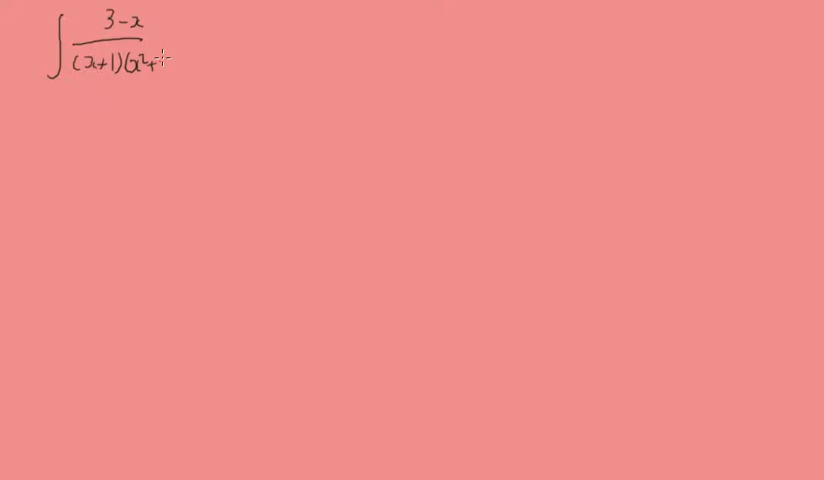 ∫ 3-x
(x+1)(x²+